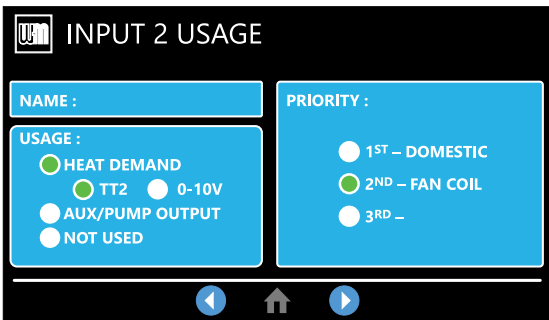 wm INPUT 2 USAGE
NAME :
USAGE :
HEAT DEMAND
TT2 0-10V
AUX/PUMP OUTPUT
NOT USED
PRIORITY :
1ST – DOMESTIC
2ND – FAN COIL
3RD –